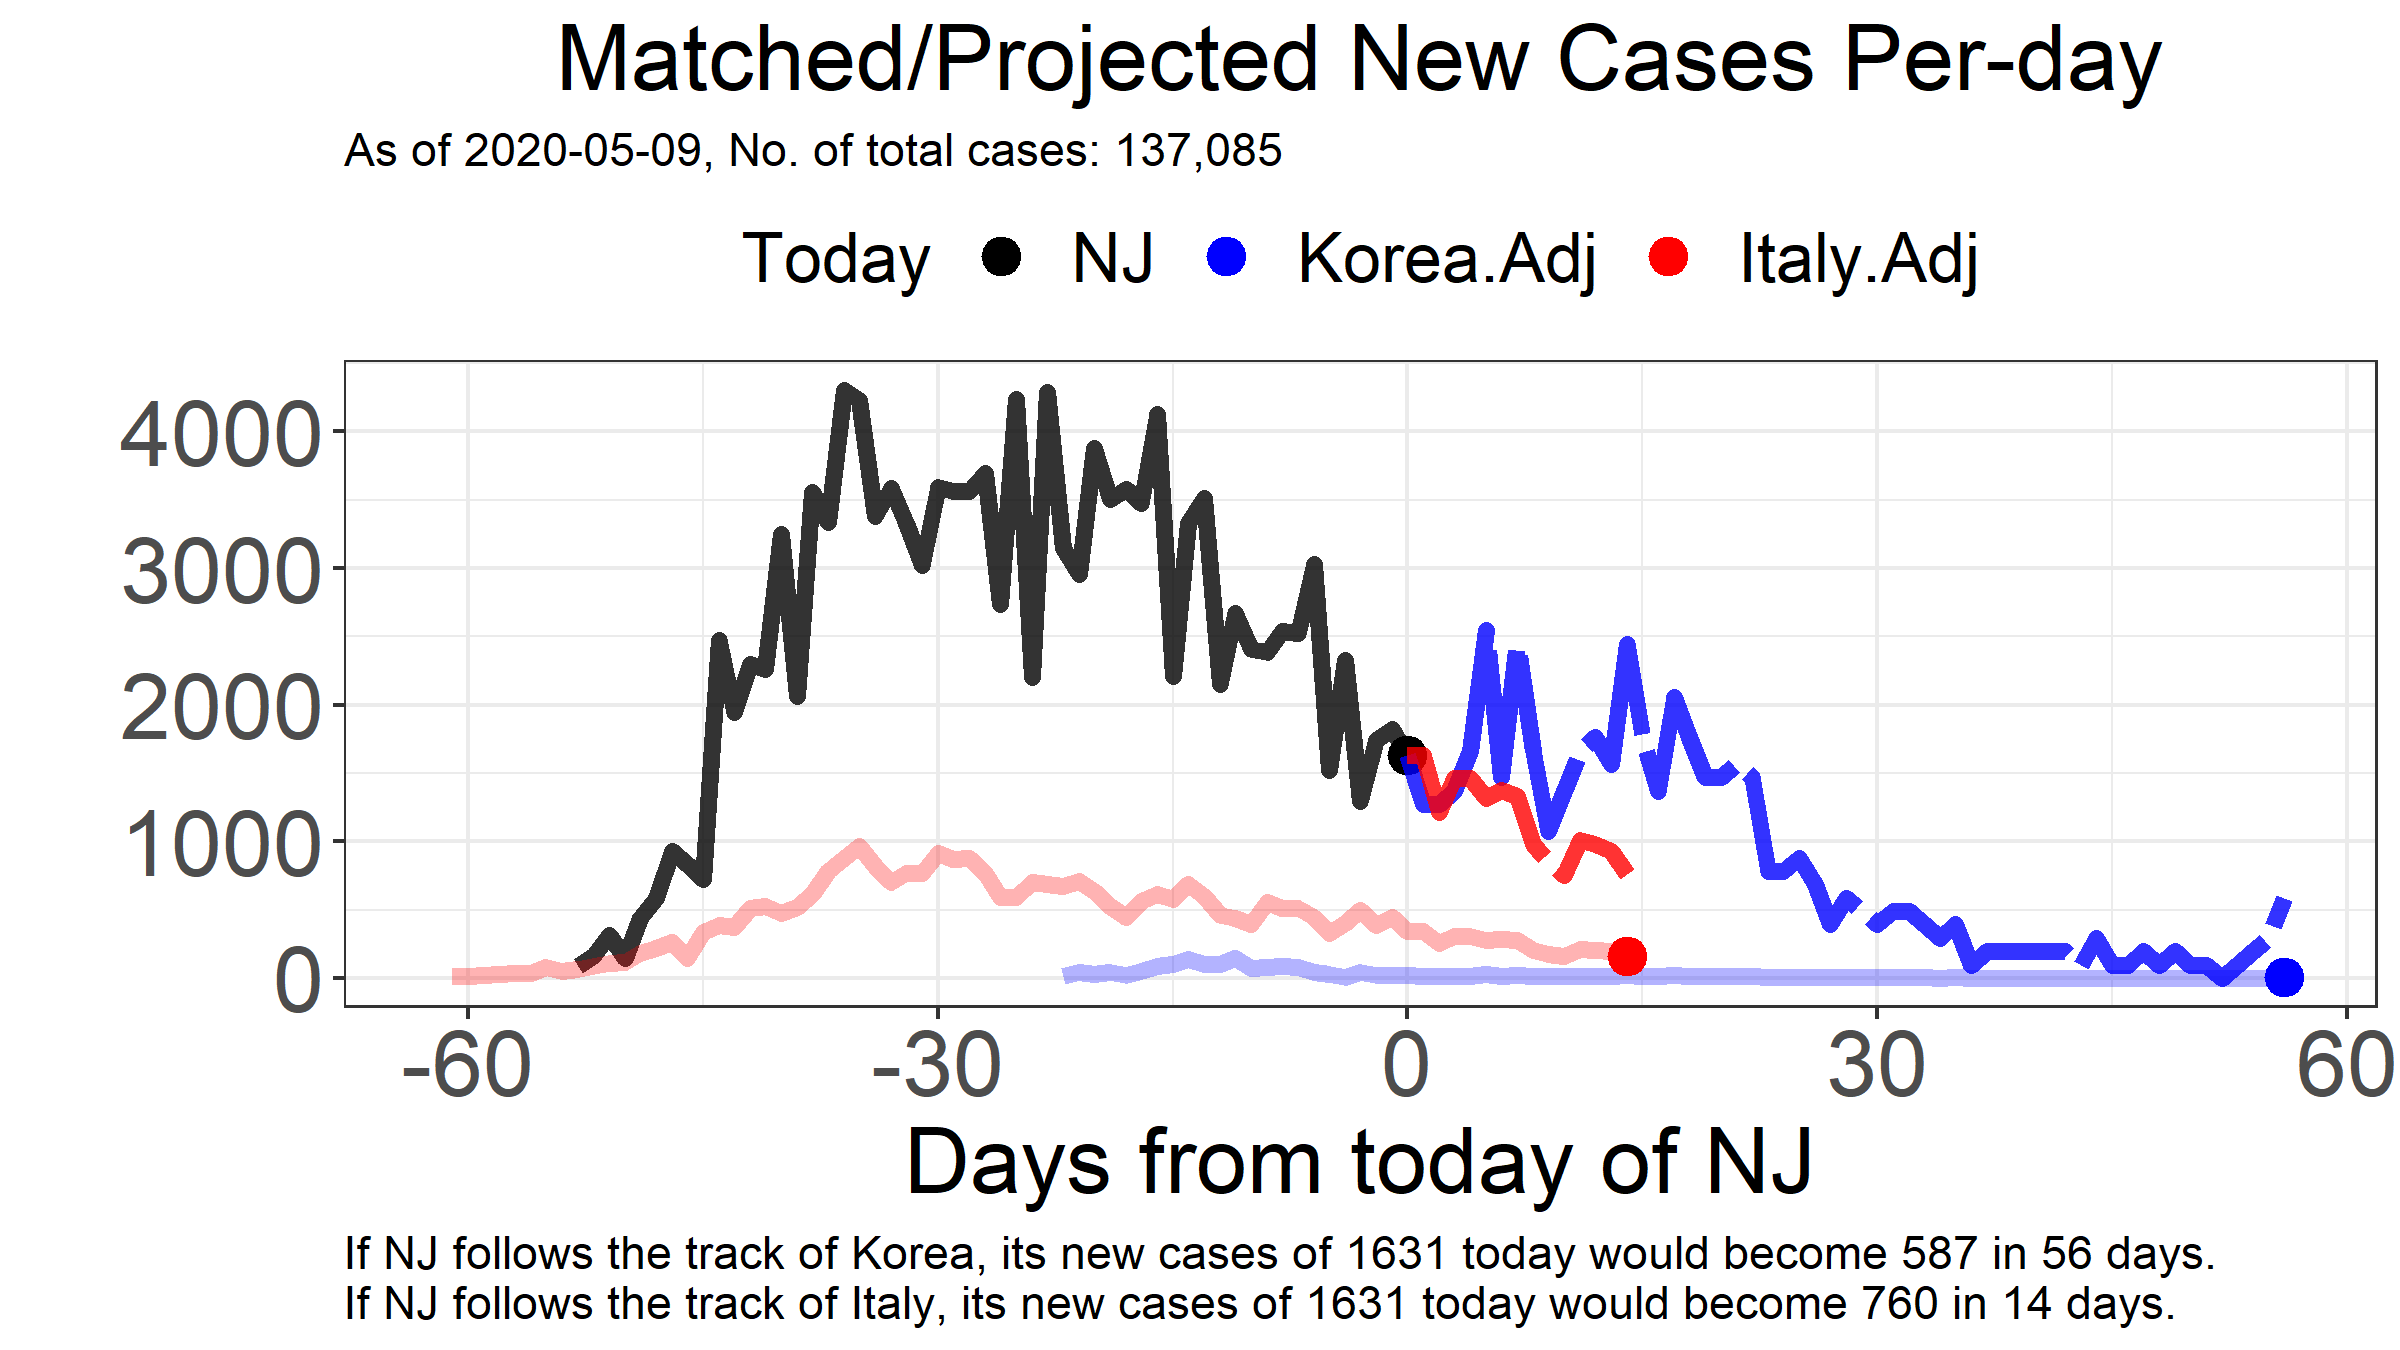 Matched/Projected New Cases Per-day
As of 2020-05-09, No. of total cases: 137,085
Today NJ Korea.Adj Italy.Adj
4000
3000
2000
1000
0
-60 -30 0 30 60
Days from today of NJ
If NJ follows the track of Korea, its new cases of 1631 today would become 587 in 56 days.
If NJ follows the track of Italy, its new cases of 1631 today would become 760 in 14 days.